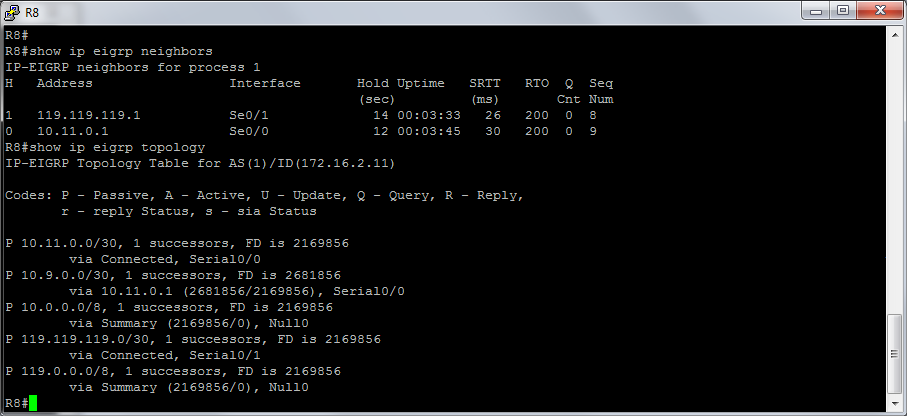 R8
R8#
R8#show ip eigrp neighbors
IP-EIGRP neighbors for process 1
H   Address                 Interface       Hold Uptime   SRTT   RTO  Q  Seq
                                            (sec)         (ms)       Cnt Num
1   119.119.119.1           Se0/1             14 00:03:33   26   200  0  8
0   10.11.0.1               Se0/0             12 00:03:45   30   200  0  9
R8#show ip eigrp topology
IP-EIGRP Topology Table for AS(1)/ID(172.16.2.11)
Codes: P - Passive, A - Active, U - Update, Q - Query, R - Reply,
       r - reply Status, s - sia Status
P 10.11.0.0/30, 1 successors, FD is 2169856
        via Connected, Serial0/0
P 10.9.0.0/30, 1 successors, FD is 2681856
        via 10.11.0.1 (2681856/2169856), Serial0/0
P 10.0.0.0/8, 1 successors, FD is 2169856
        via Summary (2169856/0), Null0
P 119.119.119.0/30, 1 successors, FD is 2169856
        via Connected, Serial0/1
P 119.0.0.0/8, 1 successors, FD is 2169856
        via Summary (2169856/0), Null0
R8#